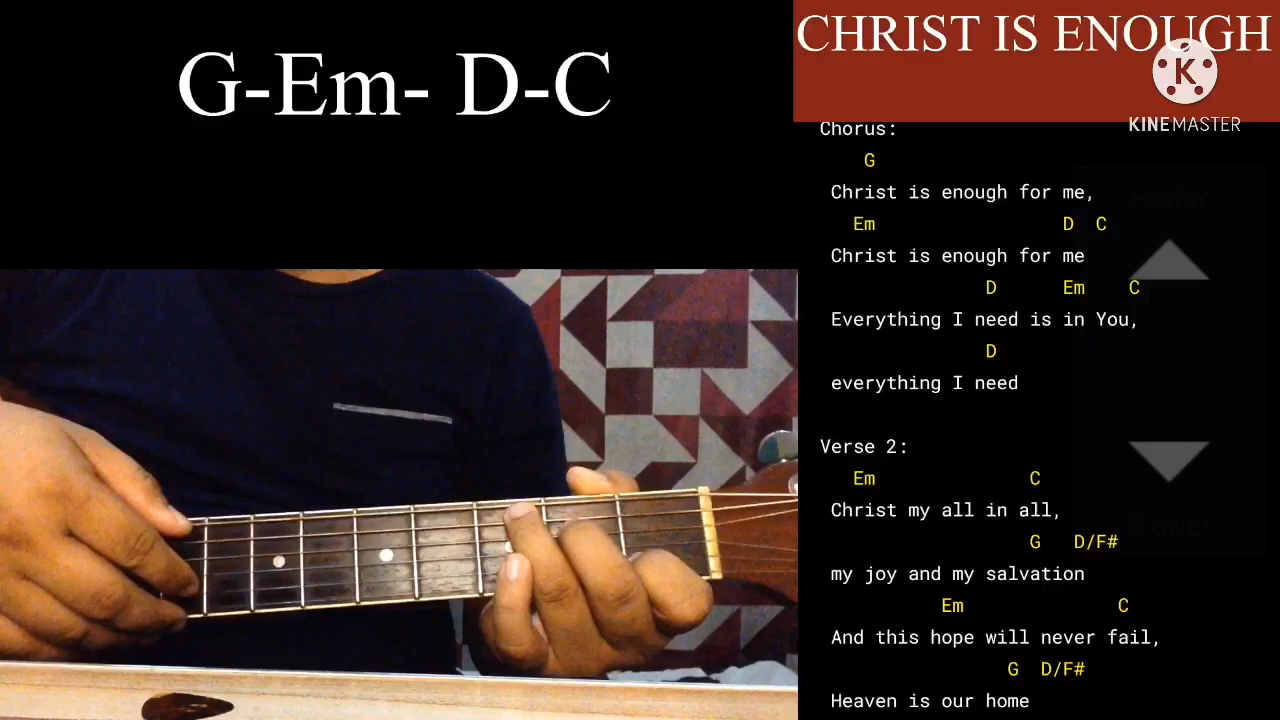 G-Em- D-C
CHRIST IS ENOUGH
K
KINEMASTER
Chorus:
G
Christ is enough for me,
Em D C
Christ is enough for me
D Em C
Everything I need is in You,
D
everything I need
Faster
Verse 2:
Em C
Christ my all in all,
Slower
G D/F#
my joy and my salvation
Em C
And this hope will never fail,
G D/F#
Heaven is our home